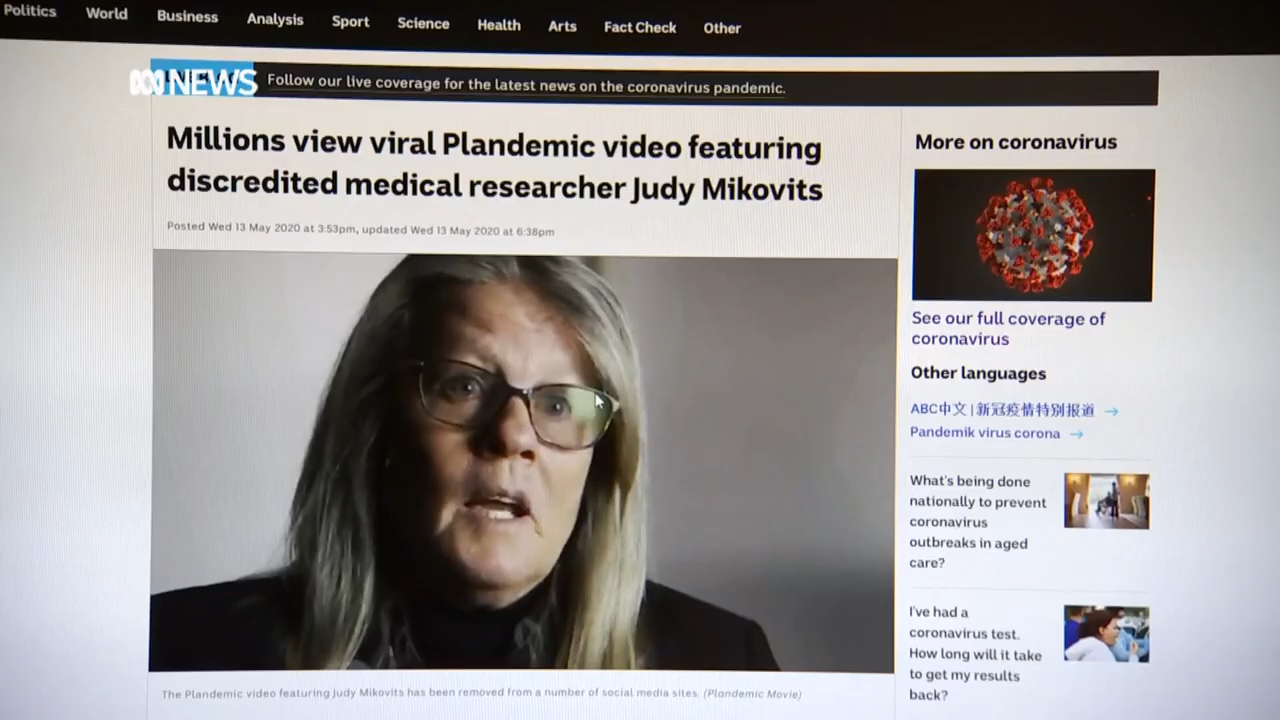 Politics World Business Analysis Sport Science Health Arts Fact Check Other
NEWS
Follow our live coverage for the latest news on the coronavirus pandemic.
Millions view viral Plandemic video featuring
discredited medical researcher Judy Mikovits
Posted Wed 13 May 2020 at 3:53pm, updated Wed 13 May 2020 at 6:38pm
The Plandemic video featuring Judy Mikovits has been removed from a number of social media sites. (Plandemic Movie)
More on coronavirus
See our full coverage of
coronavirus
Other languages
ABC中文 | 新冠疫情特别报道 →
Pandemik virus corona →
What's being done
nationally to prevent
coronavirus
outbreaks in aged
care?
I've had a
coronavirus test.
How long will it take
to get my results
back?